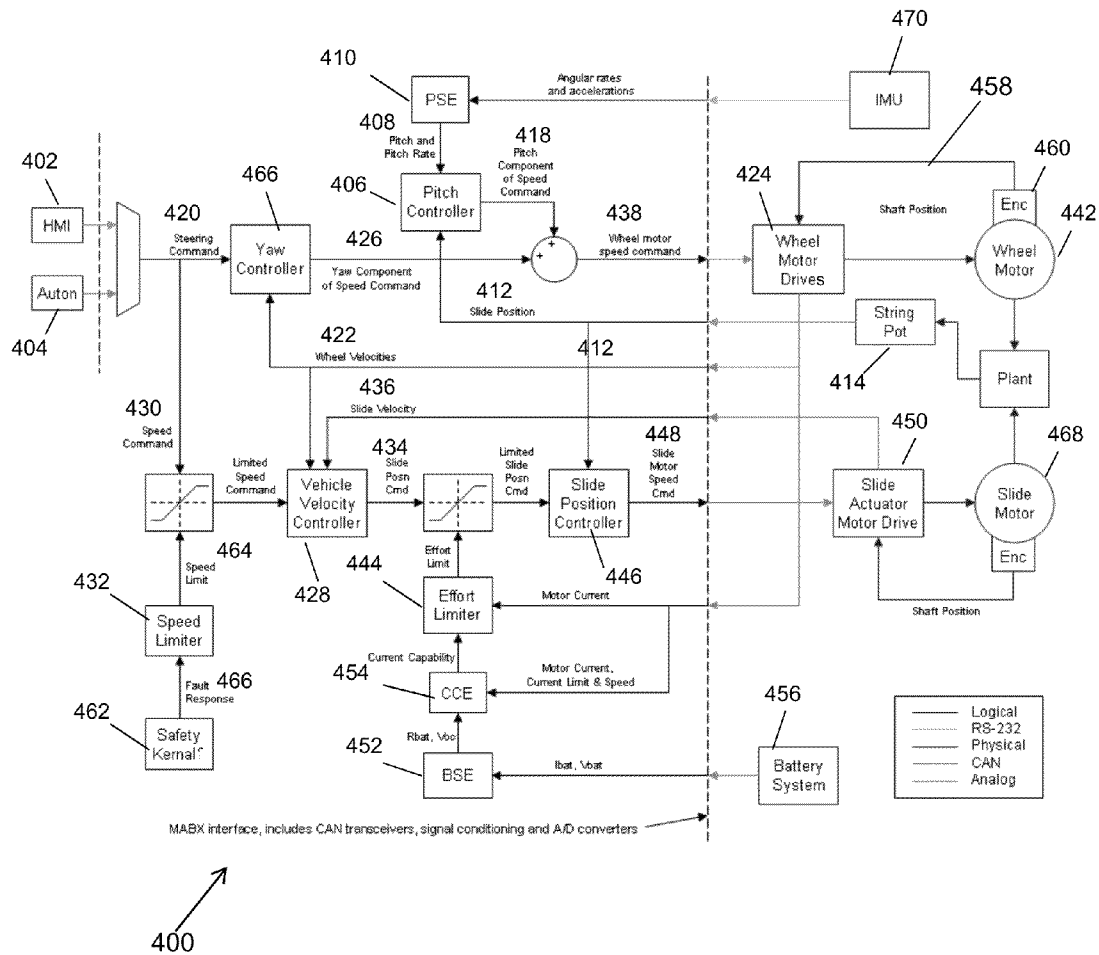 470
410
Angular rates
and accelerations
PSE
IMU
458
408
Pitch and
Pitch Rate
418
Pitch
Component
of Speed
Command
402
460
466
406
Pitch
Controller
424
Enc
HMI
420
Steering
Command
438
Shaft Position
442
Yaw
Controller
426
Wheel motor
speed command
Wheel
Motor
Drives
Wheel
Motor
+
+
Yaw Component
of Speed Command
Auton
412
Slide Position
String
Pot
404
422
Wheel Velocities
412
414
Plant
436
Slide Velocity
430
Speed
Command
434
Slide
Posn
Cmd
448
Slide
Motor
Speed
Cmd
450
468
Limited
Speed
Command
Limited
Slide
Posn
Cmd
Vehicle
Velocity
Controller
Slide
Position
Controller
Slide
Actuator
Motor Drive
Slide
Motor
464
Speed
Limit
Effort
Limit
Enc
432
428
444
446
Effort
Limiter
Motor Current
Shaft Position
Speed
Limiter
Current Capability
454
Motor Current,
Current Limit & Speed
Fault
Response
466
CCE
462
456
Safety
Kernal?
Rbat, Voc
Logical
RS-232
Physical
CAN
Analog
452
BSE
Ibat, Vbat
Battery
System
MABX interface, includes CAN transceivers, signal conditioning and A/D converters
400